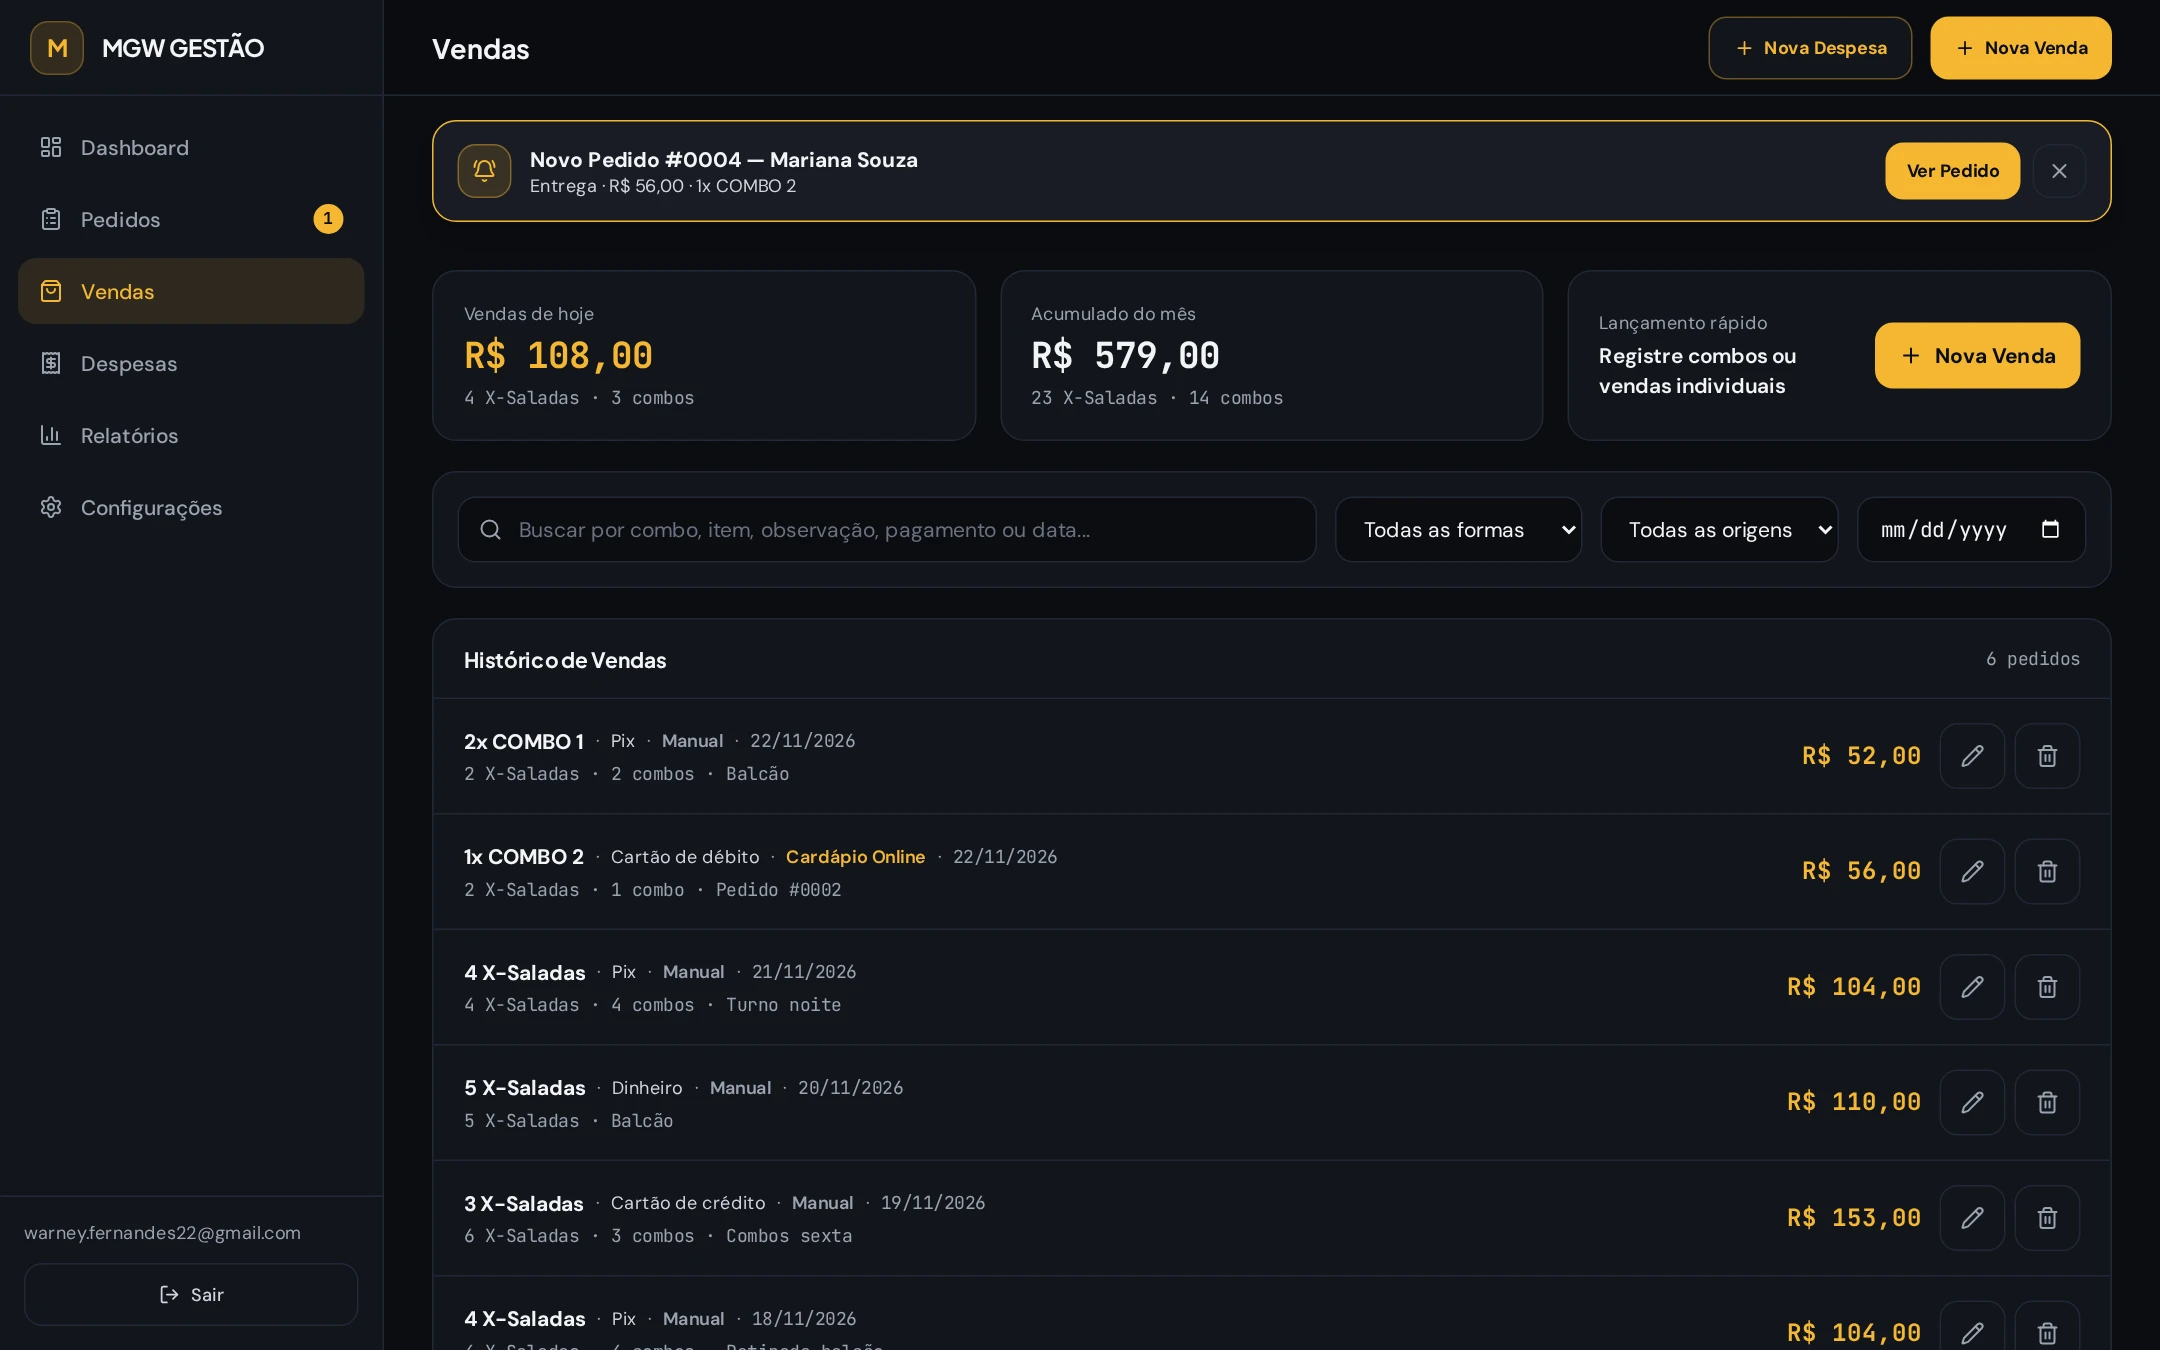 M MGW GESTÃO
Dashboard
Pedidos 1
Vendas
Despesas
Relatórios
Configurações
warney.fernandes22@gmail.com
Sair
Vendas
+ Nova Despesa
+ Nova Venda
Novo Pedido #0004 — Mariana Souza
Entrega · R$ 56,00 · 1x COMBO 2
Ver Pedido
Vendas de hoje
R$ 108,00
4 X-Saladas · 3 combos
Acumulado do mês
R$ 579,00
23 X-Saladas · 14 combos
Lançamento rápido
Registre combos ou
vendas individuais
+ Nova Venda
Buscar por combo, item, observação, pagamento ou data...
Todas as formas
Todas as origens
mm/dd/yyyy
Histórico de Vendas
6 pedidos
2x COMBO 1 · Pix · Manual · 22/11/2026
2 X-Saladas · 2 combos · Balcão
R$ 52,00
1x COMBO 2 · Cartão de débito · Cardápio Online · 22/11/2026
2 X-Saladas · 1 combo · Pedido #0002
R$ 56,00
4 X-Saladas · Pix · Manual · 21/11/2026
4 X-Saladas · 4 combos · Turno noite
R$ 104,00
5 X-Saladas · Dinheiro · Manual · 20/11/2026
5 X-Saladas · Balcão
R$ 110,00
3 X-Saladas · Cartão de crédito · Manual · 19/11/2026
6 X-Saladas · 3 combos · Combos sexta
R$ 153,00
4 X-Saladas · Pix · Manual · 18/11/2026
R$ 104,00